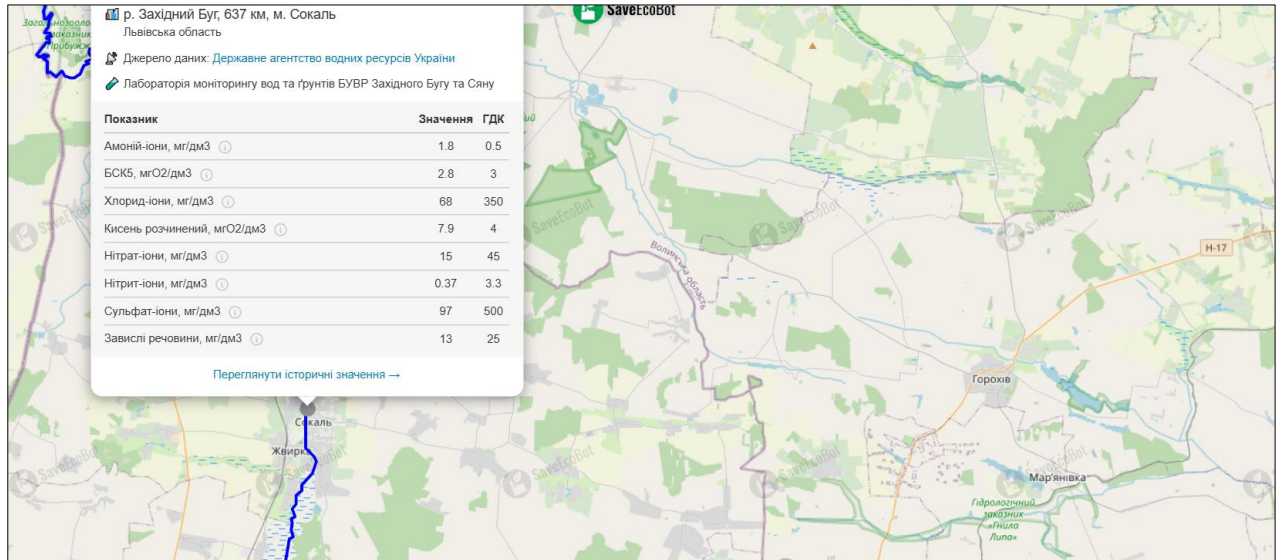 р. Західний Буг, 637 км, м. Сокаль
Львівська область
Джерело даних: Державне агентство водних ресурсів України
Лабораторія моніторингу вод та ґрунтів БУВР Західного Бугу та Сяну
Показник Значення ГДК
Амоній-іони, мг/дм3 1.8 0.5
БСК5, мгО2/дм3 2.8 3
Хлорид-іони, мг/дм3 68 350
Кисень розчинений, мгО2/дм3 7.9 4
Нітрат-іони, мг/дм3 15 45
Нітрит-іони, мг/дм3 0.37 3.3
Сульфат-іони, мг/дм3 97 500
Завислі речовини, мг/дм3 13 25
Переглянути історичні значення →
SaveEcoBot
Волинська область
SaveEcoBot
SaveEcoBot
Н-17
Горохів
Сокаль
SaveEcoBot
SaveEcoBot
SaveEcoBot
Мар'янівка
Гідрологічний
заказник
«Гнила
Липа»